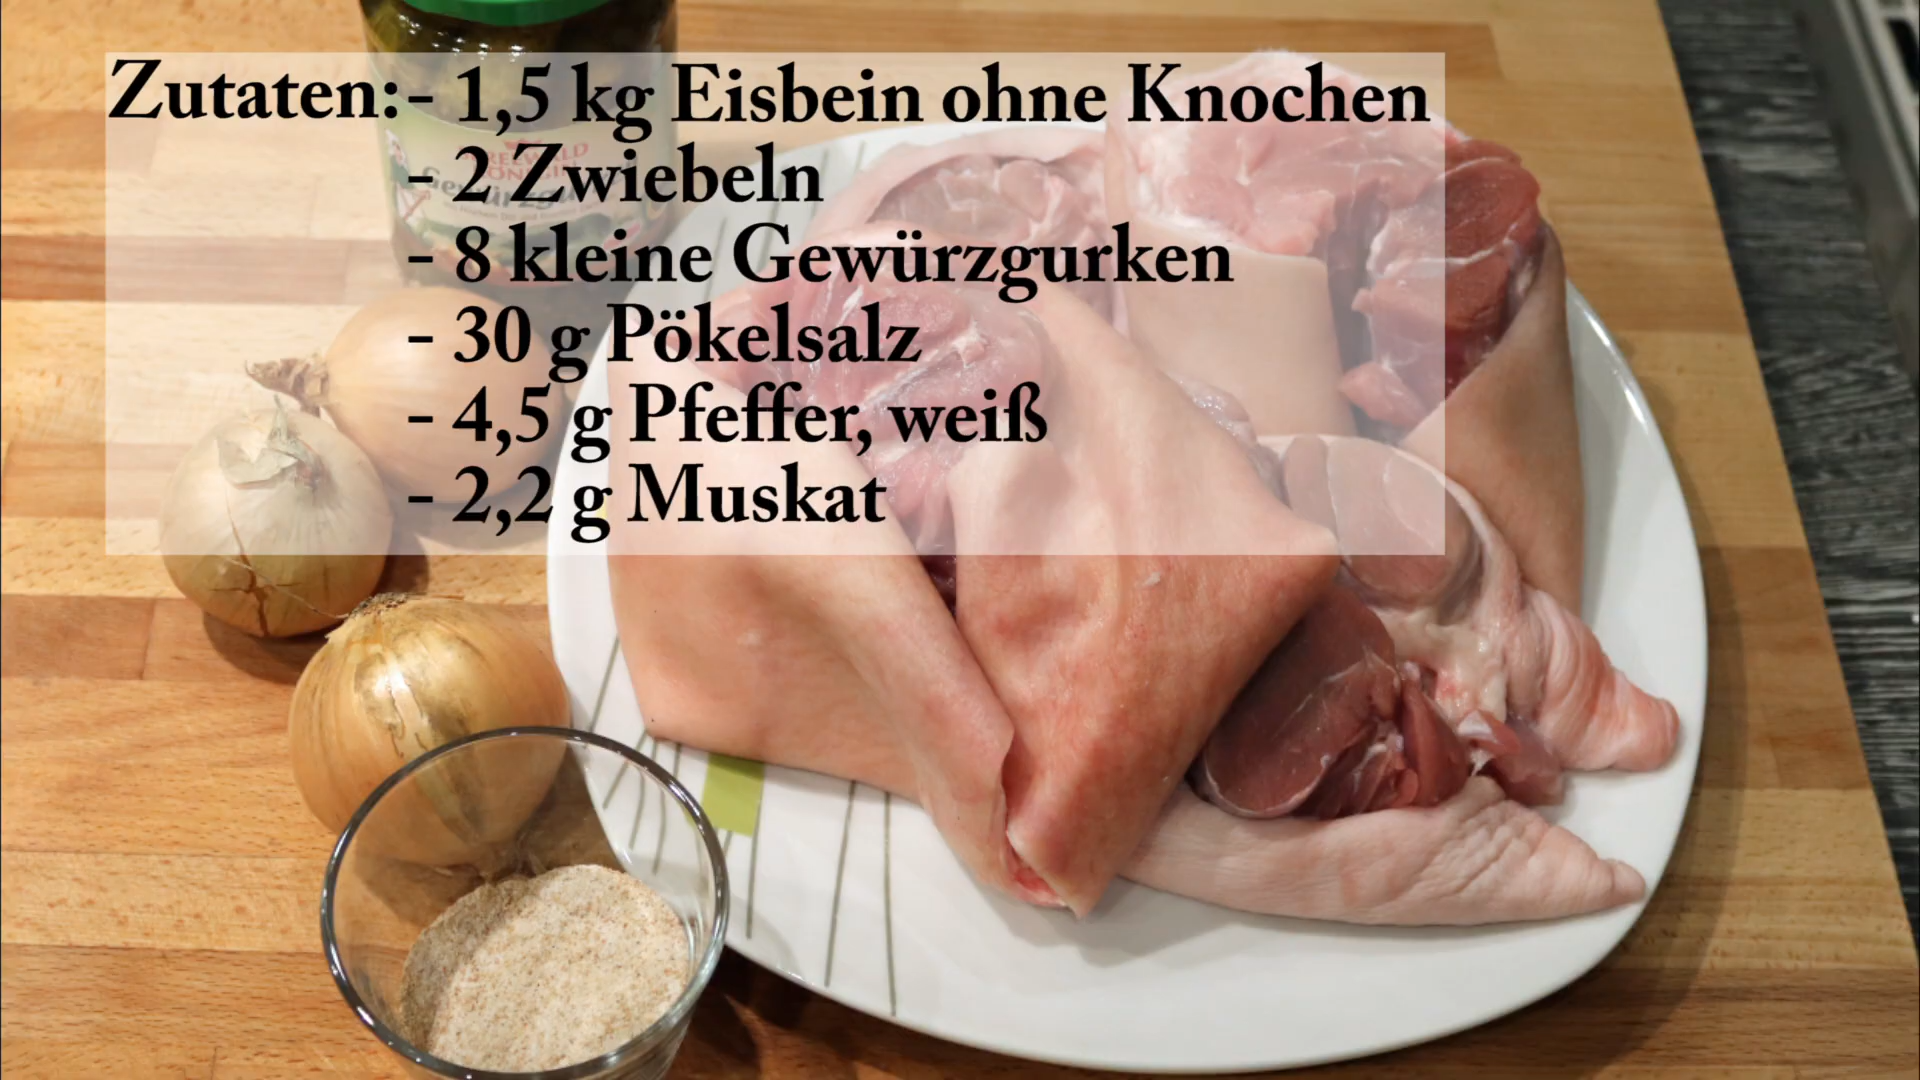 Zutaten:- 1,5 kg Eisbein ohne Knochen
- 2 Zwiebeln
- 8 kleine Gewürzgurken
- 30 g Pökelsalz
- 4,5 g Pfeffer, weiß
- 2,2 g Muskat